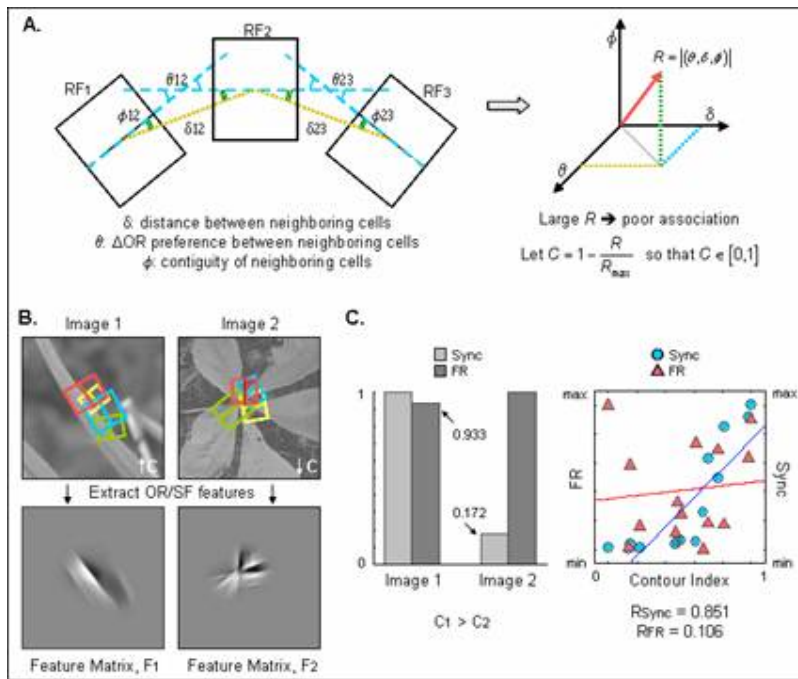 A.
RF1
RF2
RF3
θ12
θ23
ϕ12
ϕ23
δ12
δ23
δ: distance between neighboring cells
θ: ΔOR preference between neighboring cells
ϕ: contiguity of neighboring cells
ϕ
R = |(θ,δ,ϕ)|
δ
θ
Large R ➔ poor association
Let C = 1 − R/Rmax so that C ∈ [0,1]
B.
Image 1
Image 2
↑C
↓C
Extract OR/SF features
Feature Matrix, F1
Feature Matrix, F2
C.
Sync
FR
1
0.933
0.172
0
Image 1
Image 2
C1 > C2
Sync
FR
max
max
FR
Sync
min
min
0
1
Contour Index
RSync = 0.851
RFR = 0.106